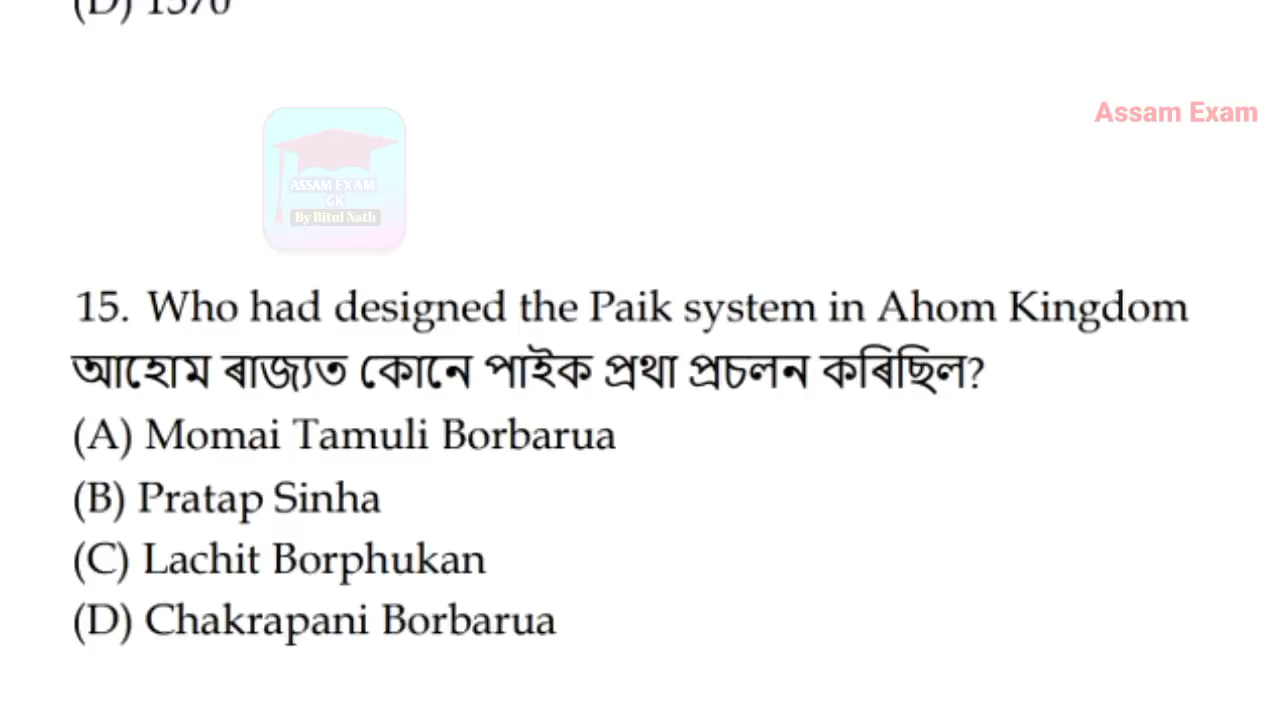 (D) 1570
Assam Exam
ASSAM EXAM
GK
By Bitul Nath
15. Who had designed the Paik system in Ahom Kingdom
আহোম ৰাজ্যত কোনে পাইক প্ৰথা প্ৰচলন কৰিছিল?
(A) Momai Tamuli Borbarua
(B) Pratap Sinha
(C) Lachit Borphukan
(D) Chakrapani Borbarua